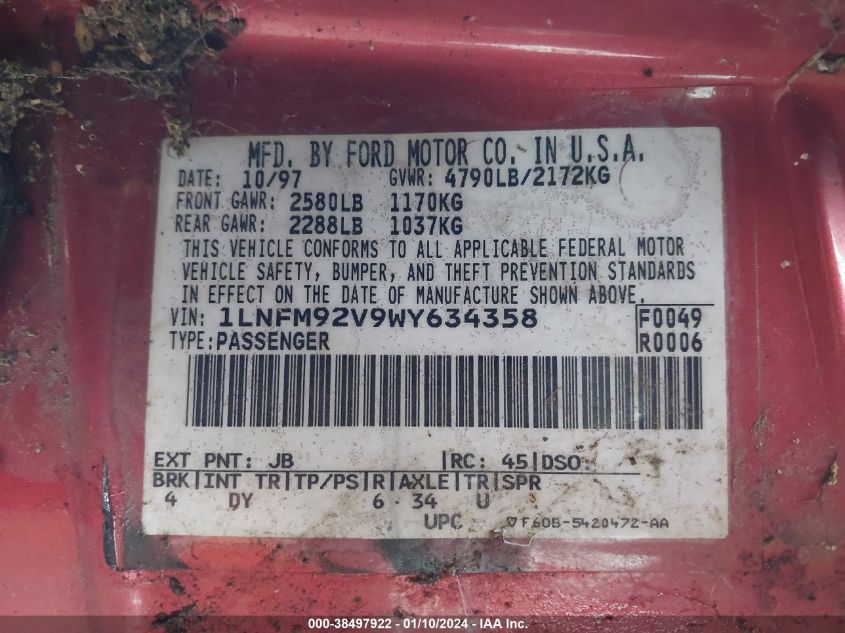 MFD. BY FORD MOTOR CO. IN U.S.A.
DATE: 10/97 GVWR: 4790LB/2172KG
FRONT GAWR: 2580LB 1170KG
REAR GAWR: 2288LB 1037KG
THIS VEHICLE CONFORMS TO ALL APPLICABLE FEDERAL MOTOR
VEHICLE SAFETY, BUMPER, AND THEFT PREVENTION STANDARDS
IN EFFECT ON THE DATE OF MANUFACTURE SHOWN ABOVE.
VIN: 1LNFM92V9WY634358 F0049
TYPE: PASSENGER R0006
EXT PNT: JB RC: 45 DSO:
BRK INT TR TP/PS R AXLE TR SPR
4 DY 6 34 U
UPC F60B-5420472-AA
000-38497922 - 01/10/2024 - IAA Inc.